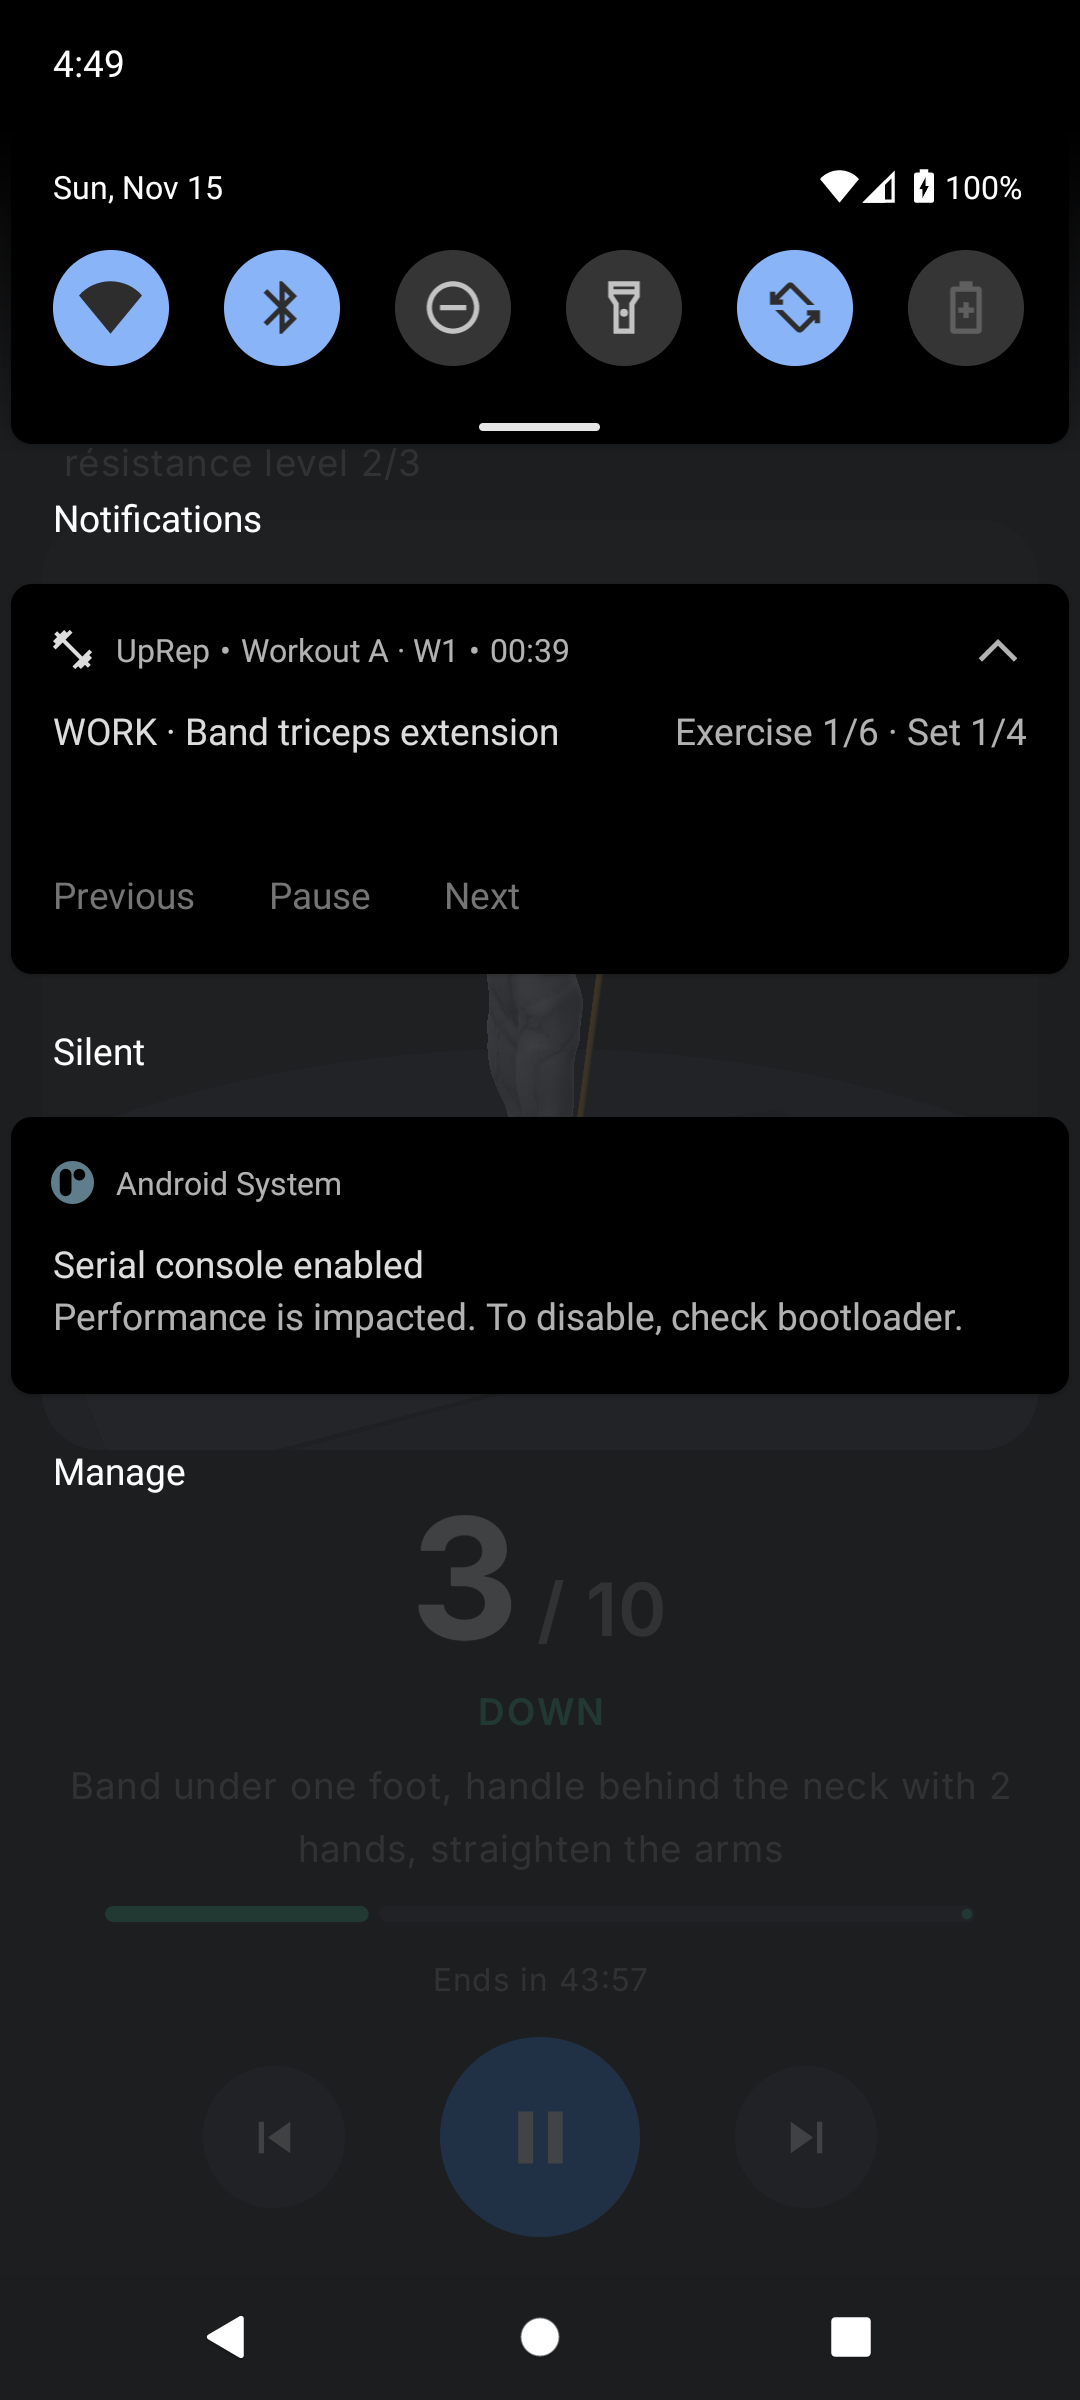 4:49
Sun, Nov 15
100%
résistance level 2/3
Notifications
UpRep • Workout A · W1 • 00:39
WORK · Band triceps extension
Exercise 1/6 · Set 1/4
Previous
Pause
Next
Silent
Android System
Serial console enabled
Performance is impacted. To disable, check bootloader.
Manage
3 / 10
DOWN
Band under one foot, handle behind the neck with 2
hands, straighten the arms
Ends in 43:57